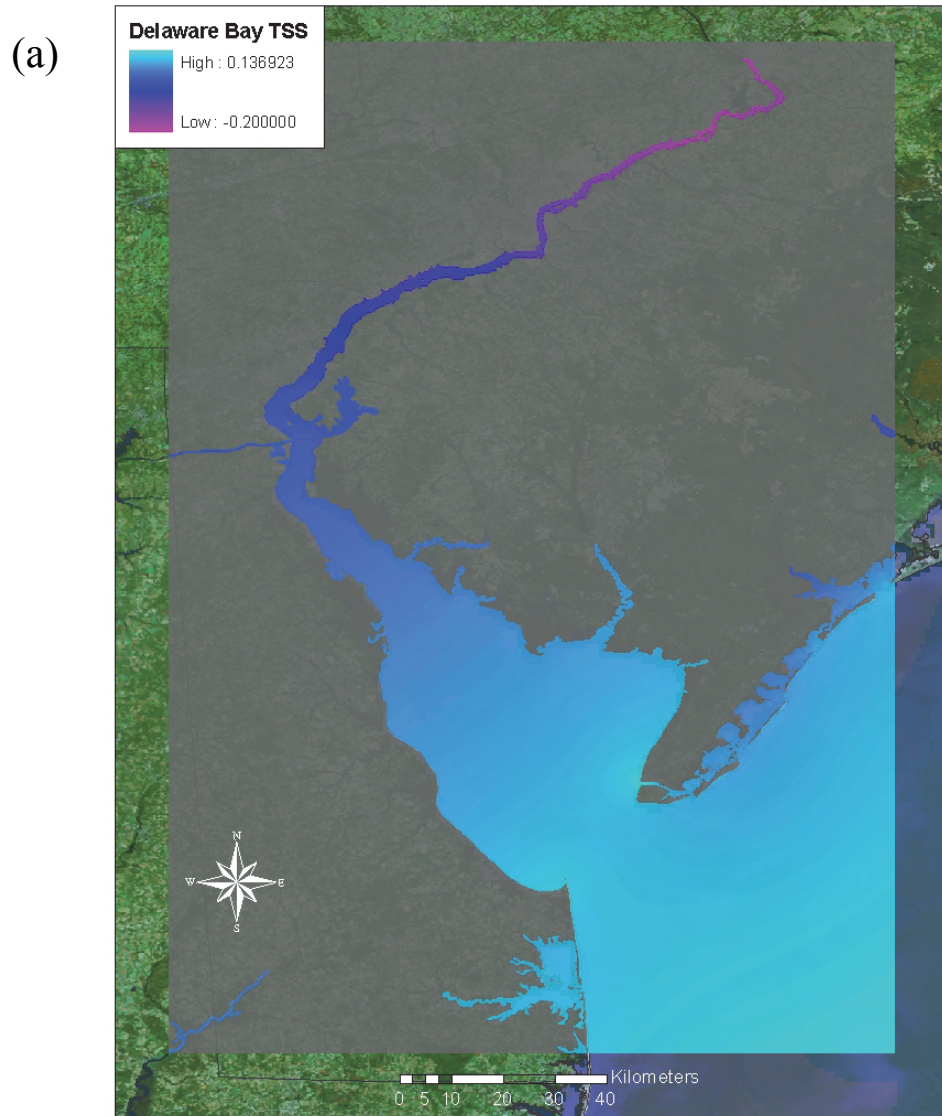 (a)
Delaware Bay TSS
High : 0.136923
Low : -0.200000
N
W E
S
Kilometers
0 5 10 20 30 40